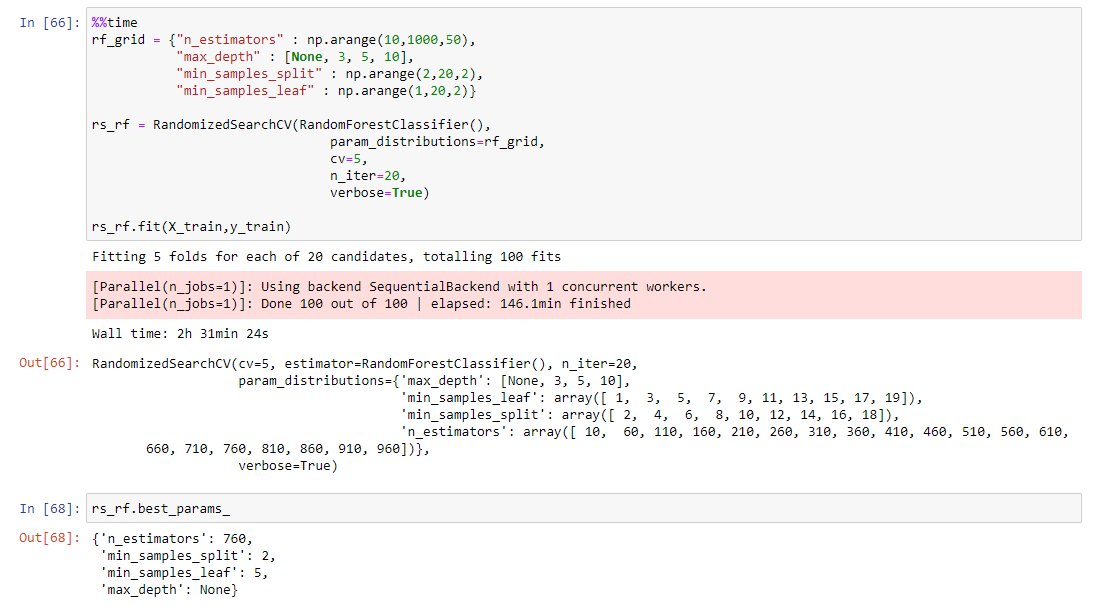 In [66]: %%time
rf_grid = {"n_estimators" : np.arange(10,1000,50),
"max_depth" : [None, 3, 5, 10],
"min_samples_split" : np.arange(2,20,2),
"min_samples_leaf" : np.arange(1,20,2)}
rs_rf = RandomizedSearchCV(RandomForestClassifier(),
param_distributions=rf_grid,
cv=5,
n_iter=20,
verbose=True)
rs_rf.fit(X_train,y_train)
Fitting 5 folds for each of 20 candidates, totalling 100 fits
[Parallel(n_jobs=1)]: Using backend SequentialBackend with 1 concurrent workers.
[Parallel(n_jobs=1)]: Done 100 out of 100 | elapsed: 146.1min finished
Wall time: 2h 31min 24s
Out[66]: RandomizedSearchCV(cv=5, estimator=RandomForestClassifier(), n_iter=20,
param_distributions={'max_depth': [None, 3, 5, 10],
'min_samples_leaf': array([ 1,  3,  5,  7,  9, 11, 13, 15, 17, 19]),
'min_samples_split': array([ 2,  4,  6,  8, 10, 12, 14, 16, 18]),
'n_estimators': array([ 10,  60, 110, 160, 210, 260, 310, 360, 410, 460, 510, 560, 610,
660, 710, 760, 810, 860, 910, 960])},
verbose=True)
In [68]: rs_rf.best_params_
Out[68]: {'n_estimators': 760,
'min_samples_split': 2,
'min_samples_leaf': 5,
'max_depth': None}